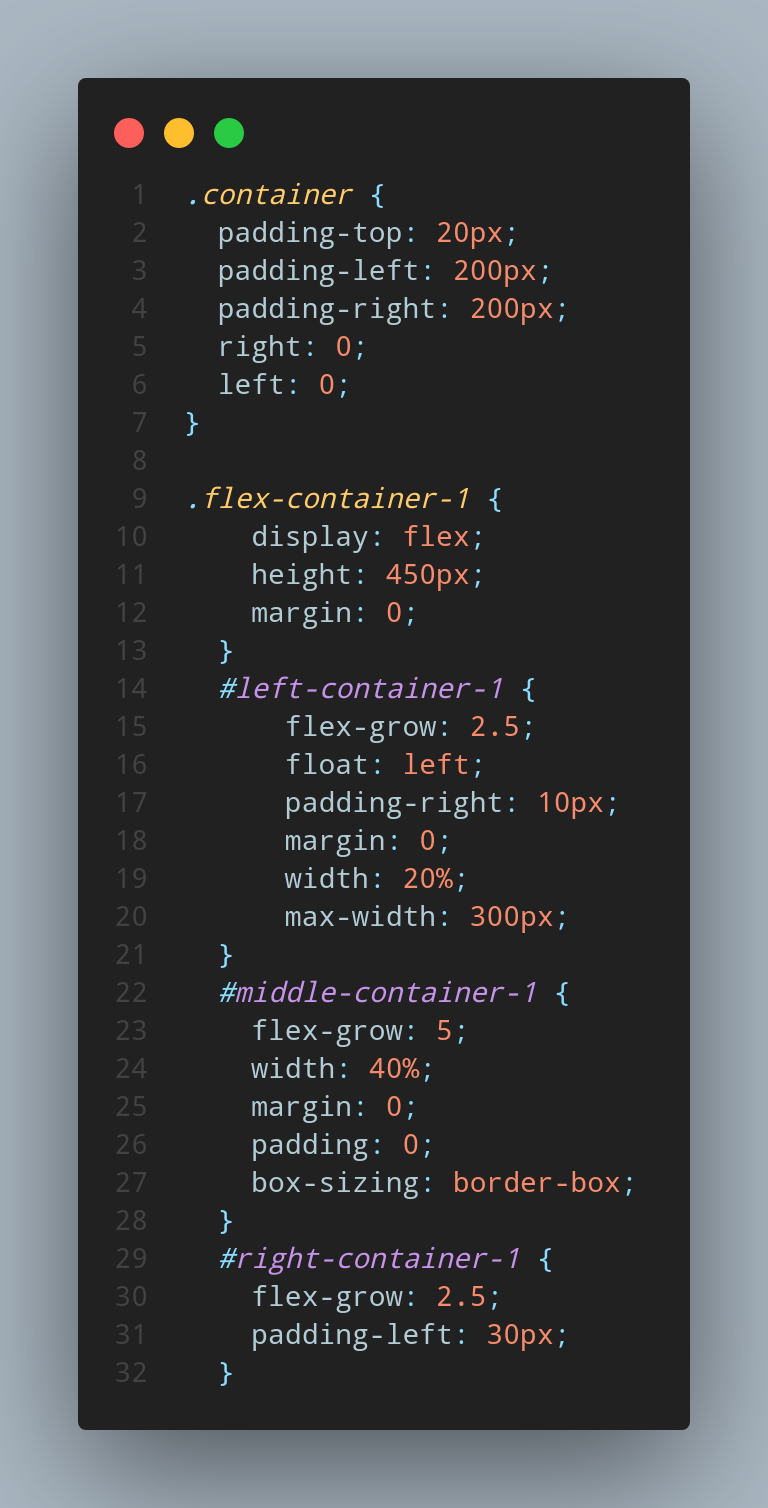 1 .container {
2 padding-top: 20px;
3 padding-left: 200px;
4 padding-right: 200px;
5 right: 0;
6 left: 0;
7 }
8
9 .flex-container-1 {
10 display: flex;
11 height: 450px;
12 margin: 0;
13 }
14 #left-container-1 {
15 flex-grow: 2.5;
16 float: left;
17 padding-right: 10px;
18 margin: 0;
19 width: 20%;
20 max-width: 300px;
21 }
22 #middle-container-1 {
23 flex-grow: 5;
24 width: 40%;
25 margin: 0;
26 padding: 0;
27 box-sizing: border-box;
28 }
29 #right-container-1 {
30 flex-grow: 2.5;
31 padding-left: 30px;
32 }